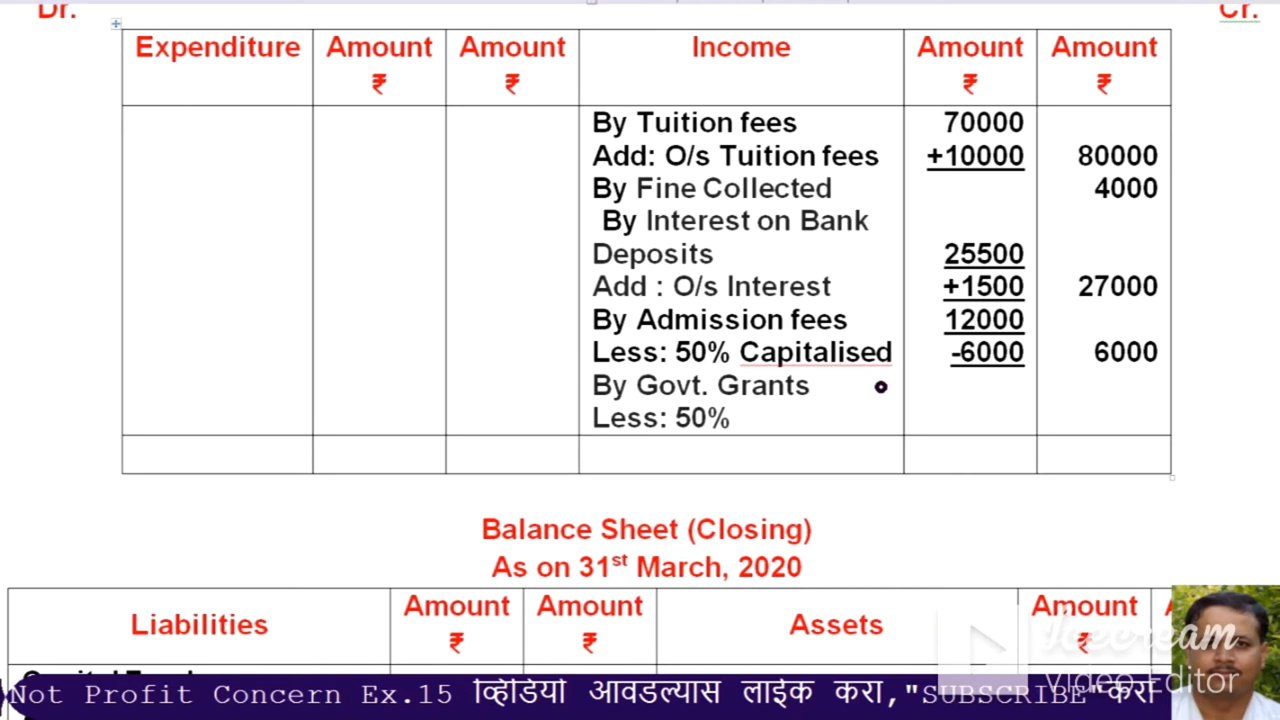 Dr. Cr.
Expenditure Amount ₹ Amount ₹ Income Amount ₹ Amount ₹
By Tuition fees 70000
Add: O/s Tuition fees +10000 80000
By Fine Collected 4000
By Interest on Bank
Deposits 25500
Add : O/s Interest +1500 27000
By Admission fees 12000
Less: 50% Capitalised -6000 6000
By Govt. Grants
Less: 50%
Balance Sheet (Closing)
As on 31st March, 2020
Liabilities Amount ₹ Amount ₹ Assets Amount ₹
Icecream
Video Editor
Not Profit Concern Ex.15 व्हिडियो आवडल्यास लाईक करा,"SUBSCRIBE"करा